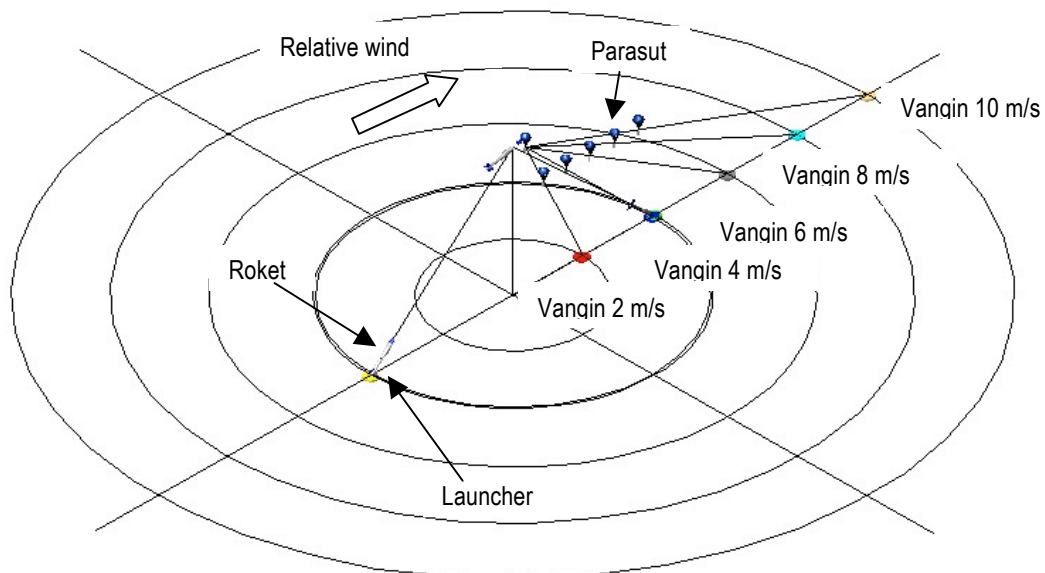 Relative wind
Parasut
Vangin 10 m/s
Vangin 8 m/s
Vangin 6 m/s
Roket
Vangin 4 m/s
Vangin 2 m/s
Launcher